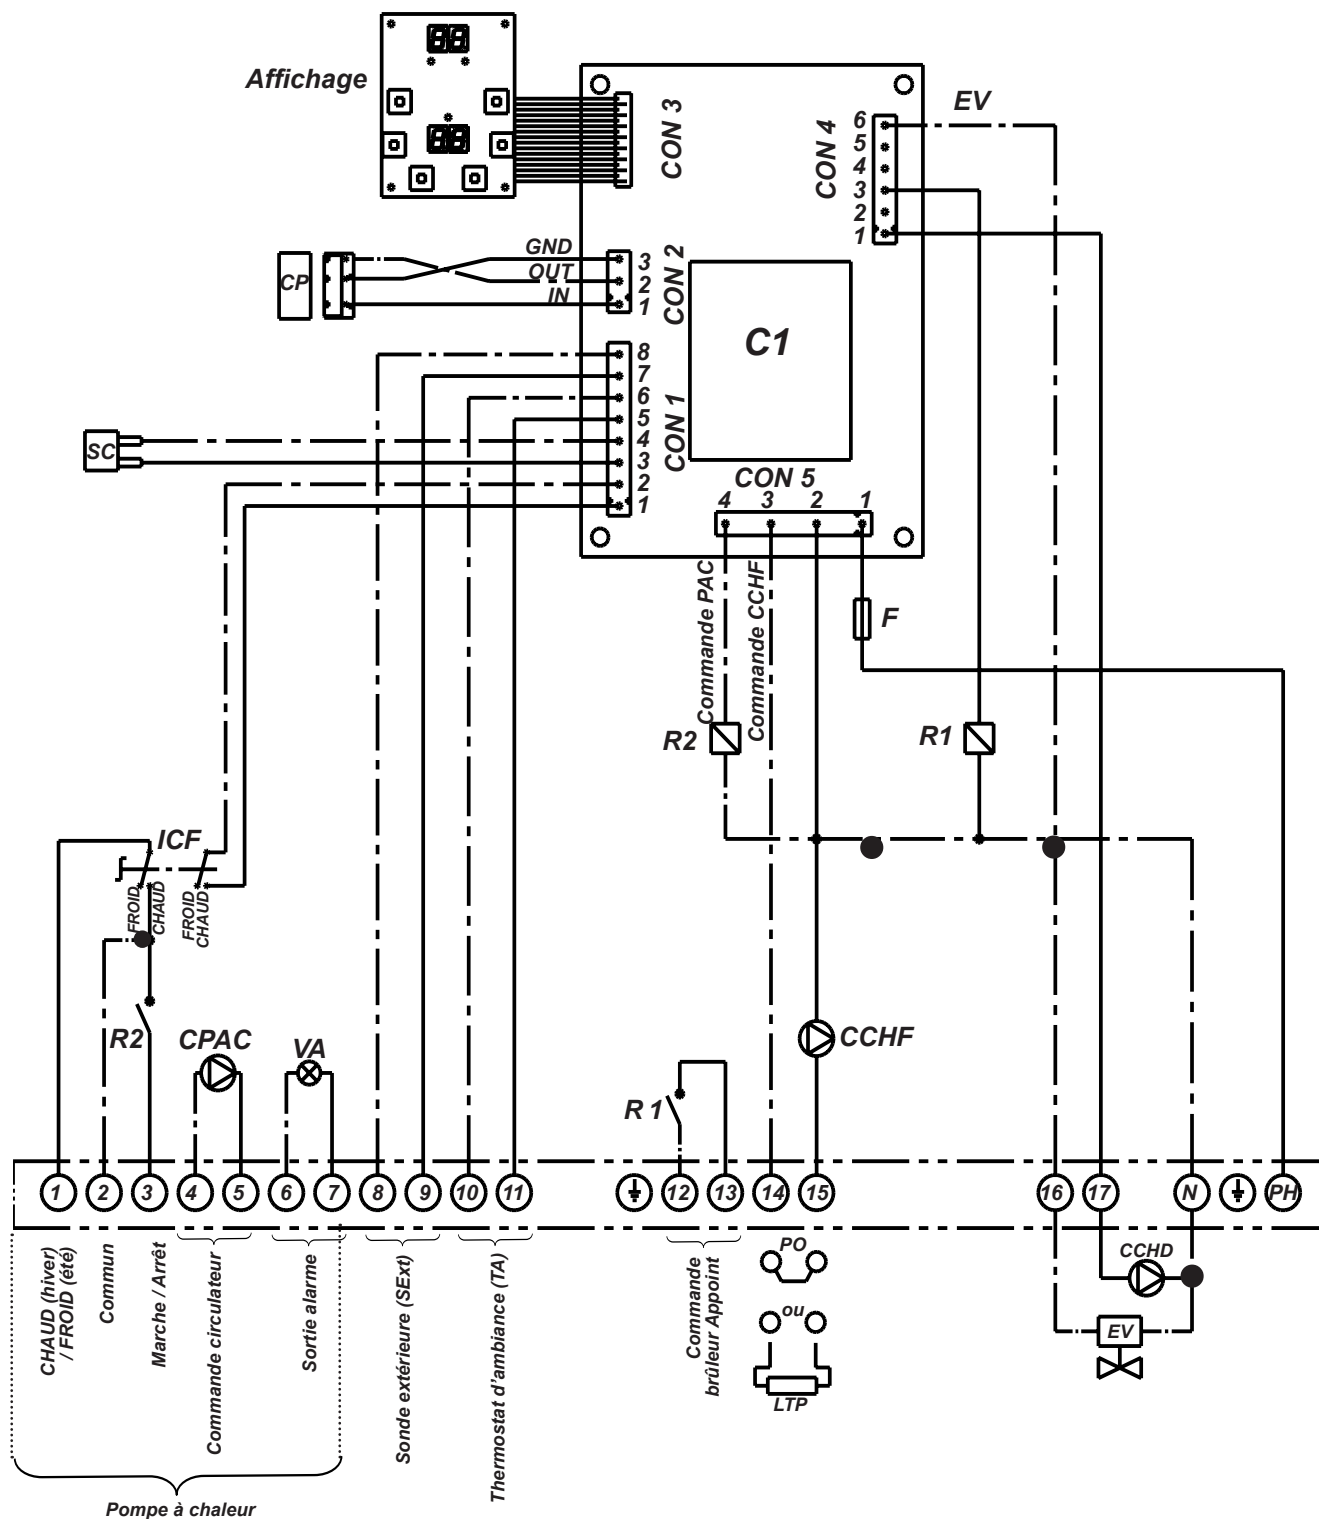 88
Affichage
88
CON 3
EV
CON 4
6
5
4
3
2
1
CP
GND
OUT
IN
3
2
1
CON 2
C1
8
7
6
5
4
3
2
1
CON 1
SC
CON 5
4 3 2 1
Commande PAC
Commande CCHF
F
R2
R1
ICF
FROID
CHAUD
FROID
CHAUD
R2
CPAC
VA
CCHF
R 1
1 2 3 4 5 6 7 8 9 10 11 12 13 14 15 16 17 N PH
CHAUD (hiver)
/ FROID (été)
Commun
Marche / Arrêt
Commande circulateur
Sortie alarme
Sonde extérieure (SExt)
Thermostat d'ambiance (TA)
Commande
brûleur Appoint
PO
ou
LTP
CCHD
EV
Pompe à chaleur